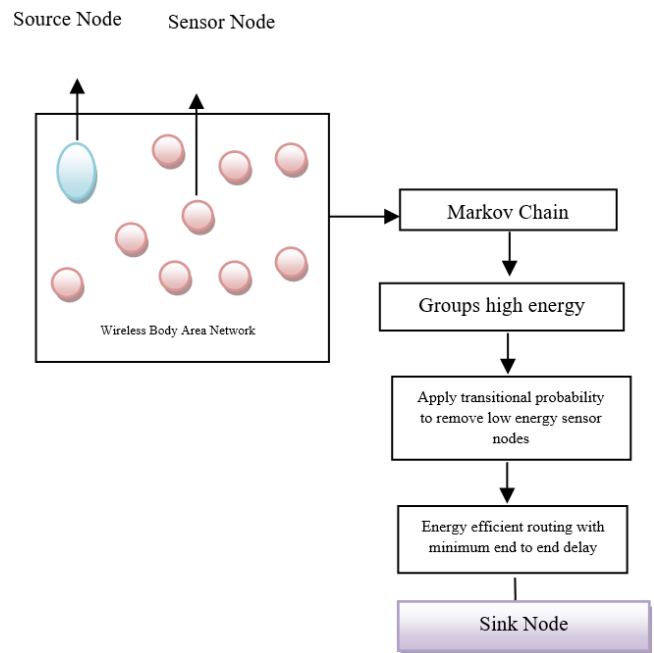 Source Node
Sensor Node
Wireless Body Area Network
Markov Chain
Groups high energy
Apply transitional probability
to remove low energy sensor
nodes
Energy efficient routing with
minimum end to end delay
Sink Node